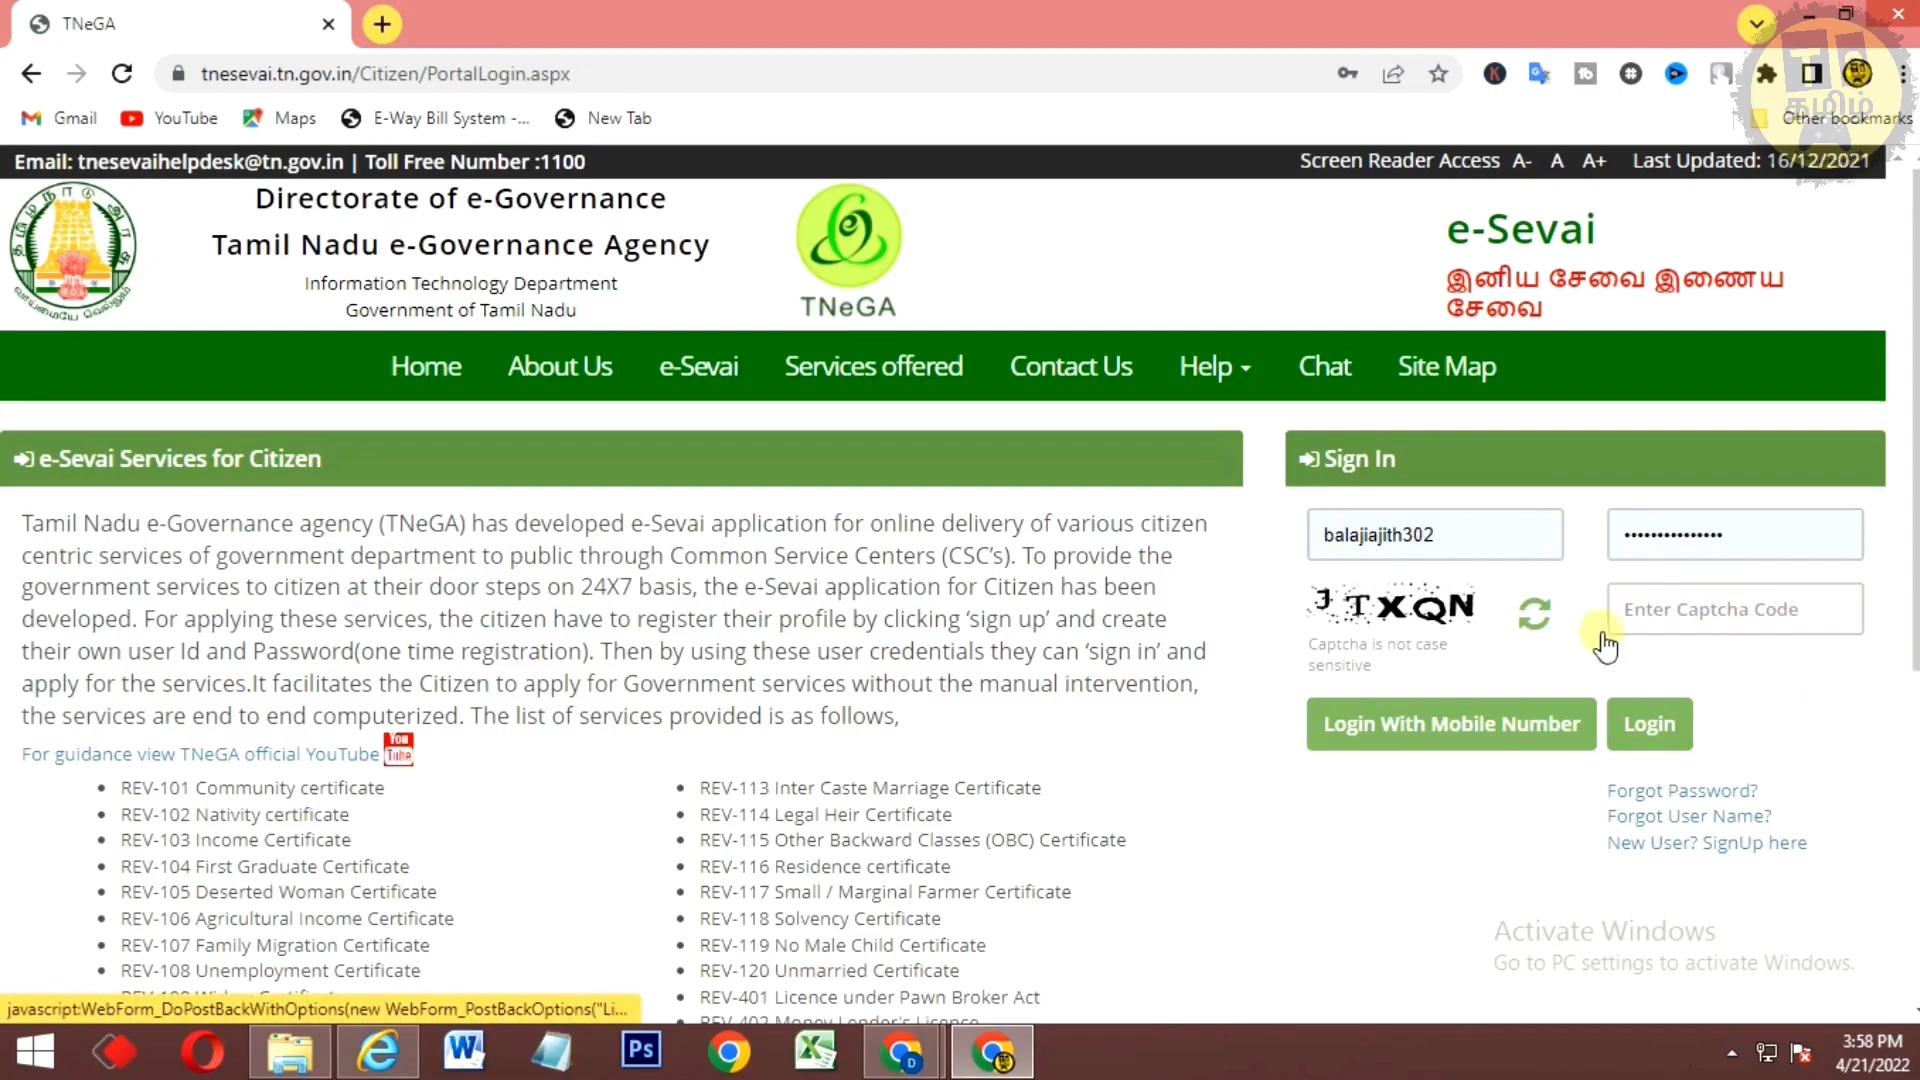 TNeGA
tnesevai.tn.gov.in/Citizen/PortalLogin.aspx
Gmail
YouTube
Maps
E-Way Bill System -...
New Tab
Other bookmarks
தமிழ்
Email: tnesevaihelpdesk@tn.gov.in | Toll Free Number :1100
Screen Reader Access A- A A+ Last Updated: 16/12/2021
Directorate of e-Governance
Tamil Nadu e-Governance Agency
Information Technology Department
Government of Tamil Nadu
TNeGA
e-Sevai
இனிய சேவை இணைய
சேவை
Home About Us e-Sevai Services offered Contact Us Help Chat Site Map
e-Sevai Services for Citizen
Tamil Nadu e-Governance agency (TNeGA) has developed e-Sevai application for online delivery of various citizen
centric services of government department to public through Common Service Centers (CSC's). To provide the
government services to citizen at their door steps on 24X7 basis, the e-Sevai application for Citizen has been
developed. For applying these services, the citizen have to register their profile by clicking ‘sign up’ and create
their own user Id and Password(one time registration). Then by using these user credentials they can ‘sign in’ and
apply for the services.It facilitates the Citizen to apply for Government services without the manual intervention,
the services are end to end computerized. The list of services provided is as follows,
For guidance view TNeGA official YouTube
You
Tube
REV-101 Community certificate
REV-102 Nativity certificate
REV-103 Income Certificate
REV-104 First Graduate Certificate
REV-105 Deserted Woman Certificate
REV-106 Agricultural Income Certificate
REV-107 Family Migration Certificate
REV-108 Unemployment Certificate
REV-113 Inter Caste Marriage Certificate
REV-114 Legal Heir Certificate
REV-115 Other Backward Classes (OBC) Certificate
REV-116 Residence certificate
REV-117 Small / Marginal Farmer Certificate
REV-118 Solvency Certificate
REV-119 No Male Child Certificate
REV-120 Unmarried Certificate
REV-401 Licence under Pawn Broker Act
REV-402 Money Lender's Licence
Sign In
balajiajith302
JTXQN
Enter Captcha Code
Captcha is not case
sensitive
Login With Mobile Number
Login
Forgot Password?
Forgot User Name?
New User? SignUp here
Activate Windows
Go to PC settings to activate Windows.
javascript:WebForm_DoPostBackWithOptions(new WebForm_PostBackOptions("Li...
Ps
D
3:58 PM
4/21/2022